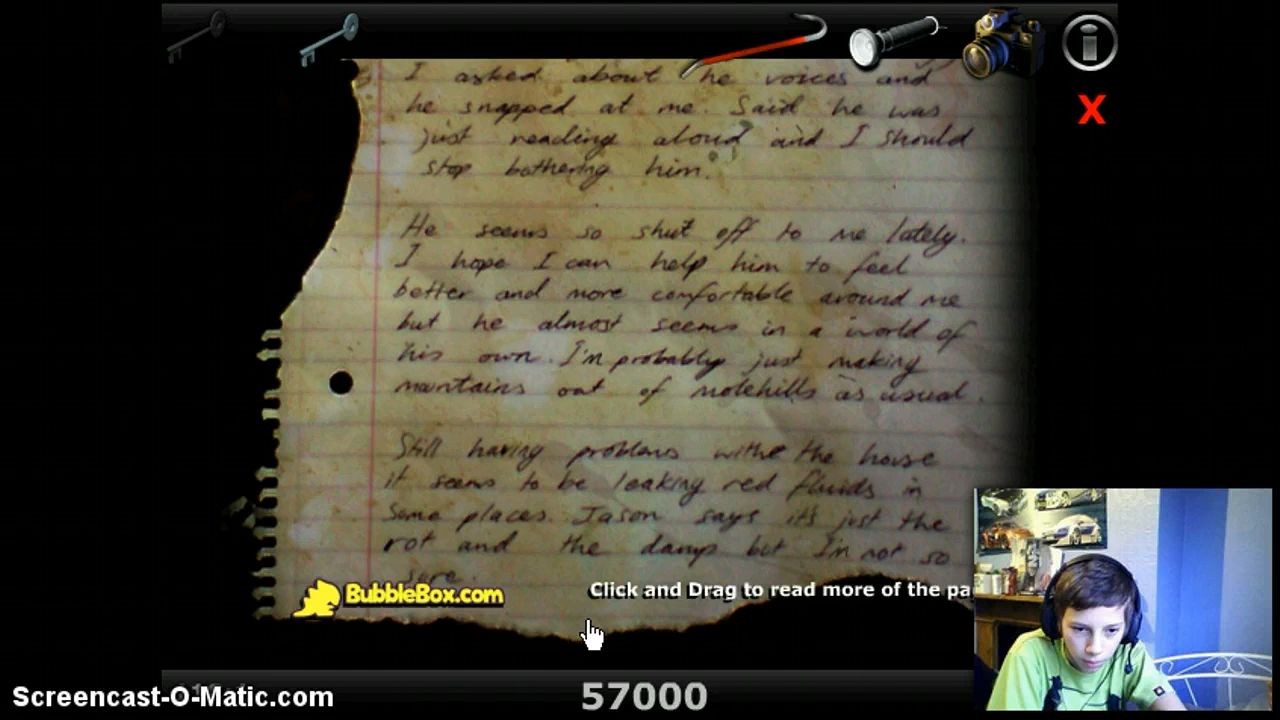 I asked about he voices and
he snapped at me. Said he was
just reading aloud and I should
stop bothering him.
He seems so shut off to me lately.
I hope I can help him to feel
better and more comfortable around me
but he almost seems in a world of
his own. I'm probably just making
mountains out of molehills as usual.
Still having problems withe the house
it seems to be leaking red fluids in
some places. Jason says it's just the
rot and the damp but I'm not so
sure.
X
BubbleBox.com
Click and Drag to read more of the pa
57000
Screencast-O-Matic.com